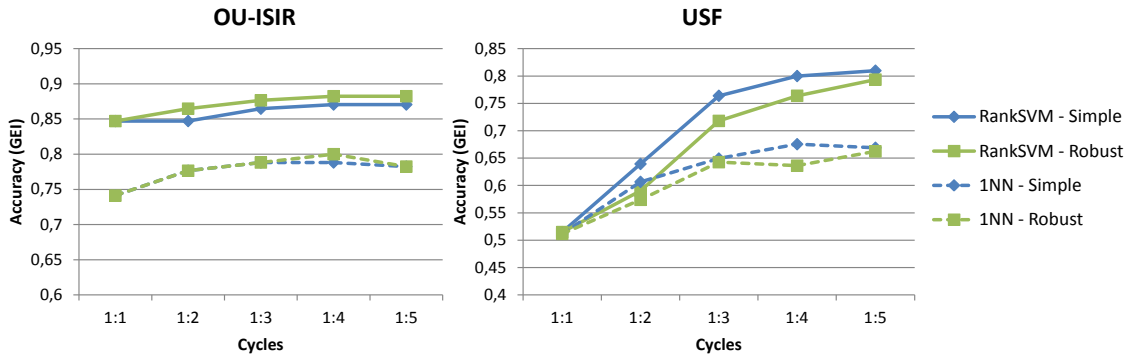 OU-ISIR
Accuracy (GEI)
0,95
0,9
0,85
0,8
0,75
0,7
0,65
0,6
1:1 1:2 1:3 1:4 1:5
Cycles
USF
Accuracy (GEI)
0,85
0,8
0,75
0,7
0,65
0,6
0,55
0,5
0,45
0,4
1:1 1:2 1:3 1:4 1:5
Cycles
RankSVM - Simple
RankSVM - Robust
1NN - Simple
1NN - Robust